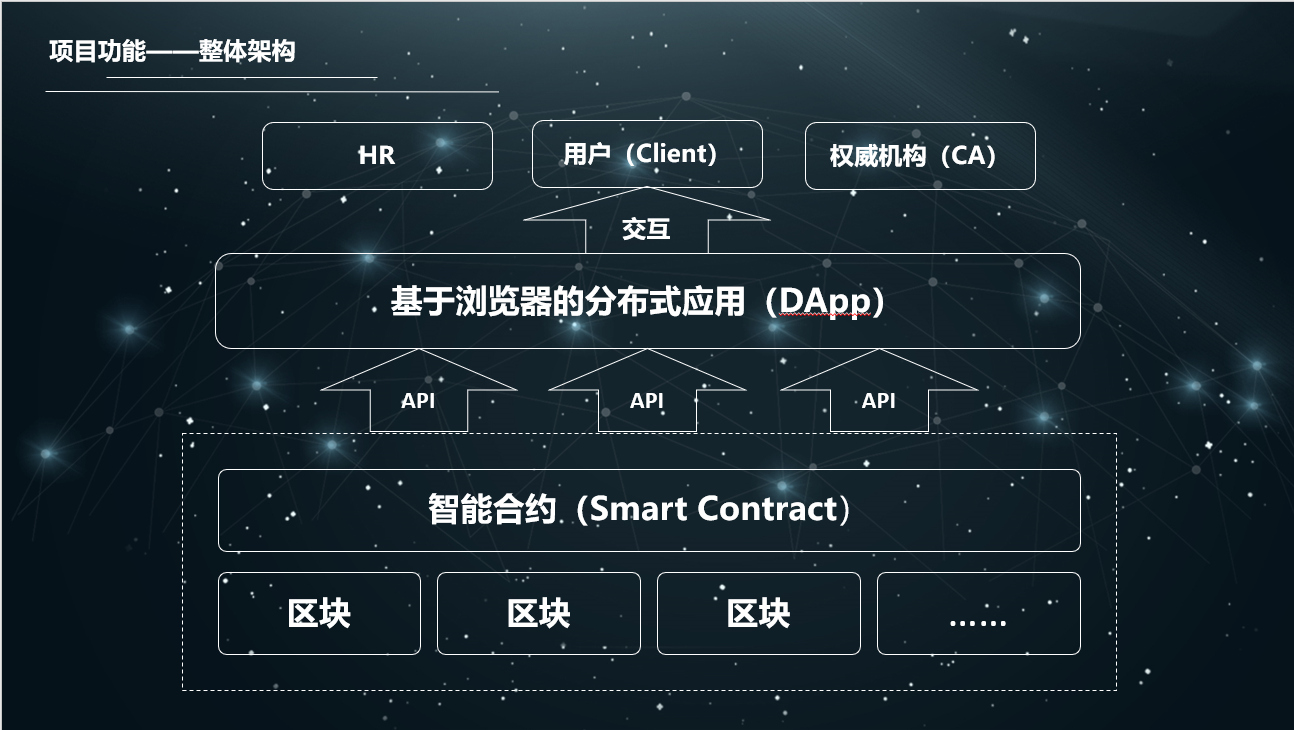 项目功能——整体架构
HR
用户（Client）
权威机构（CA）
交互
基于浏览器的分布式应用（DApp）
API
API
API
智能合约（Smart Contract）
区块
区块
区块
……